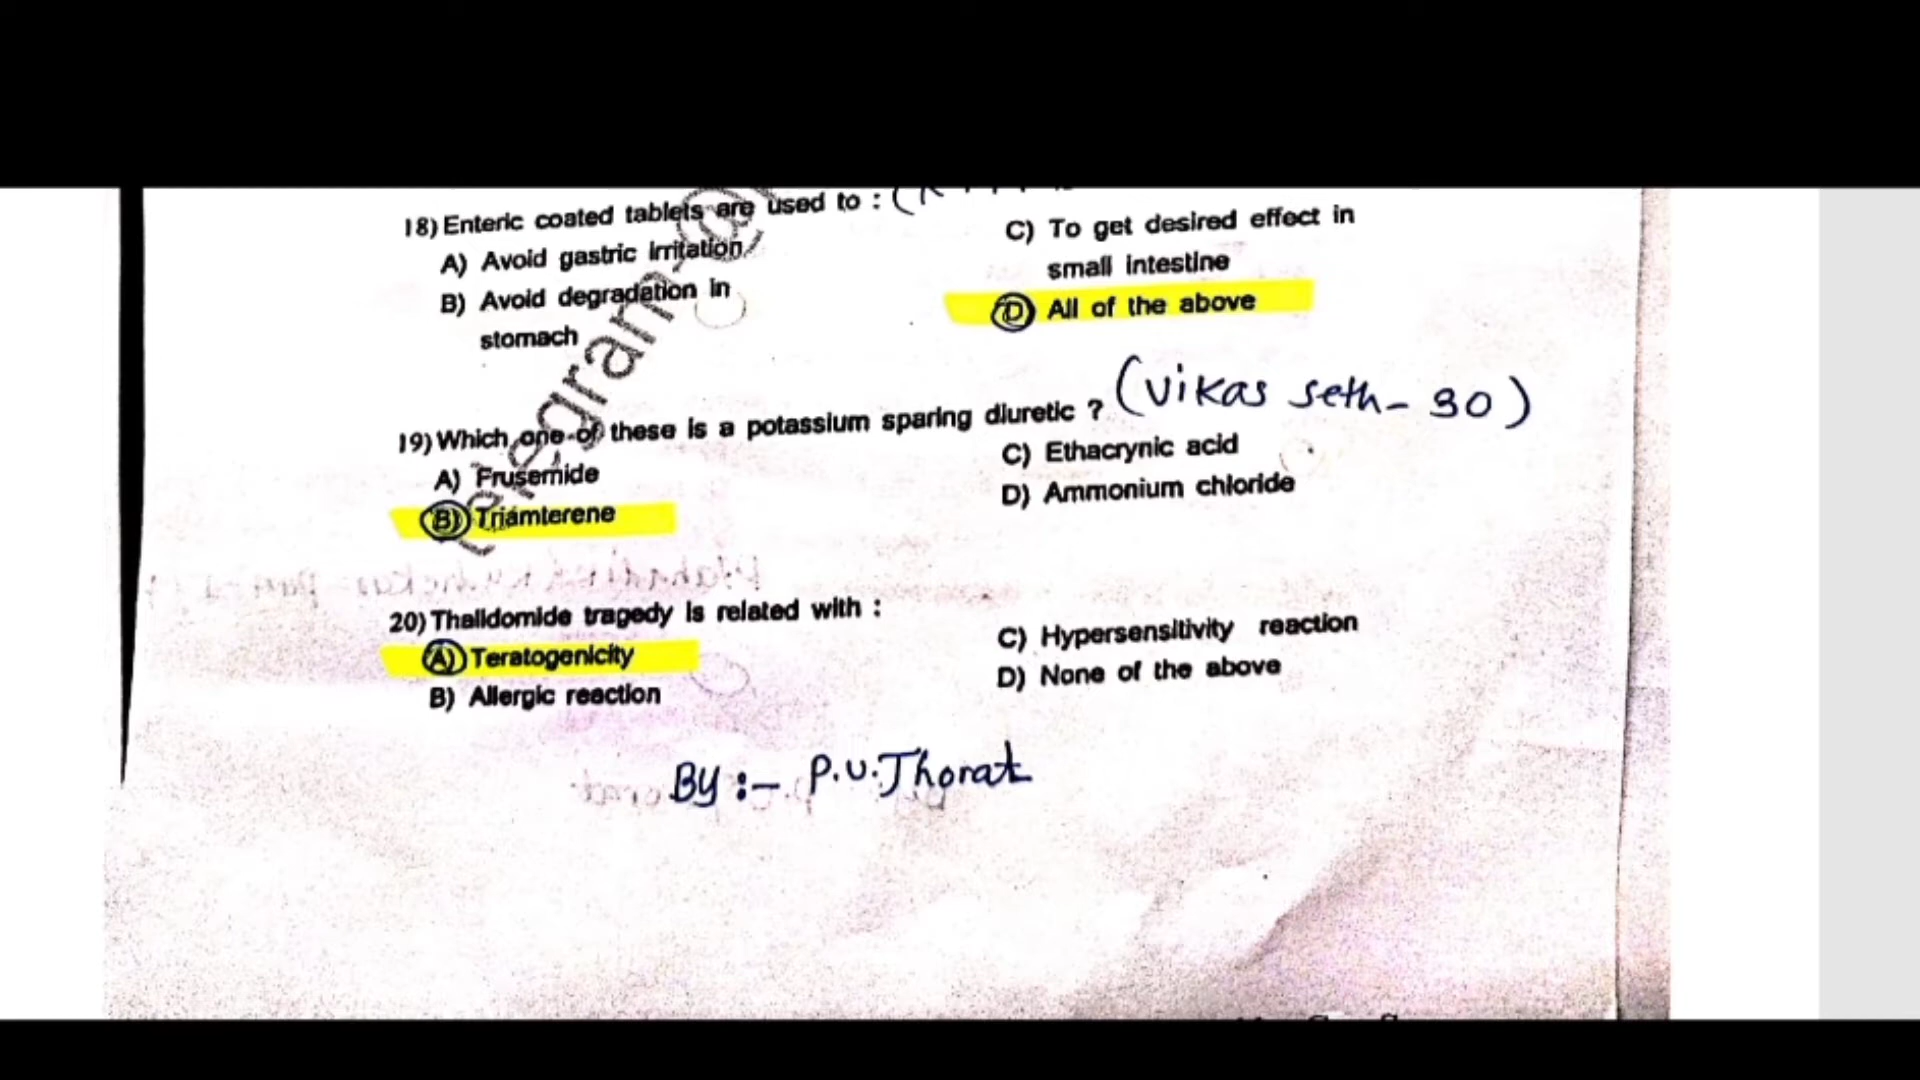 18) Enteric coated tablets are used to : (
A) Avoid gastric irritation
B) Avoid degradation in
stomach
C) To get desired effect in
small intestine
D) All of the above
19) Which one of these is a potassium sparing diuretic ? (Vikas Seth - 30)
A) Frusemide
B) Triamterene
C) Ethacrynic acid
D) Ammonium chloride
20) Thalidomide tragedy is related with :
A) Teratogenicity
B) Allergic reaction
C) Hypersensitivity reaction
D) None of the above
By :- P.U.Thorat